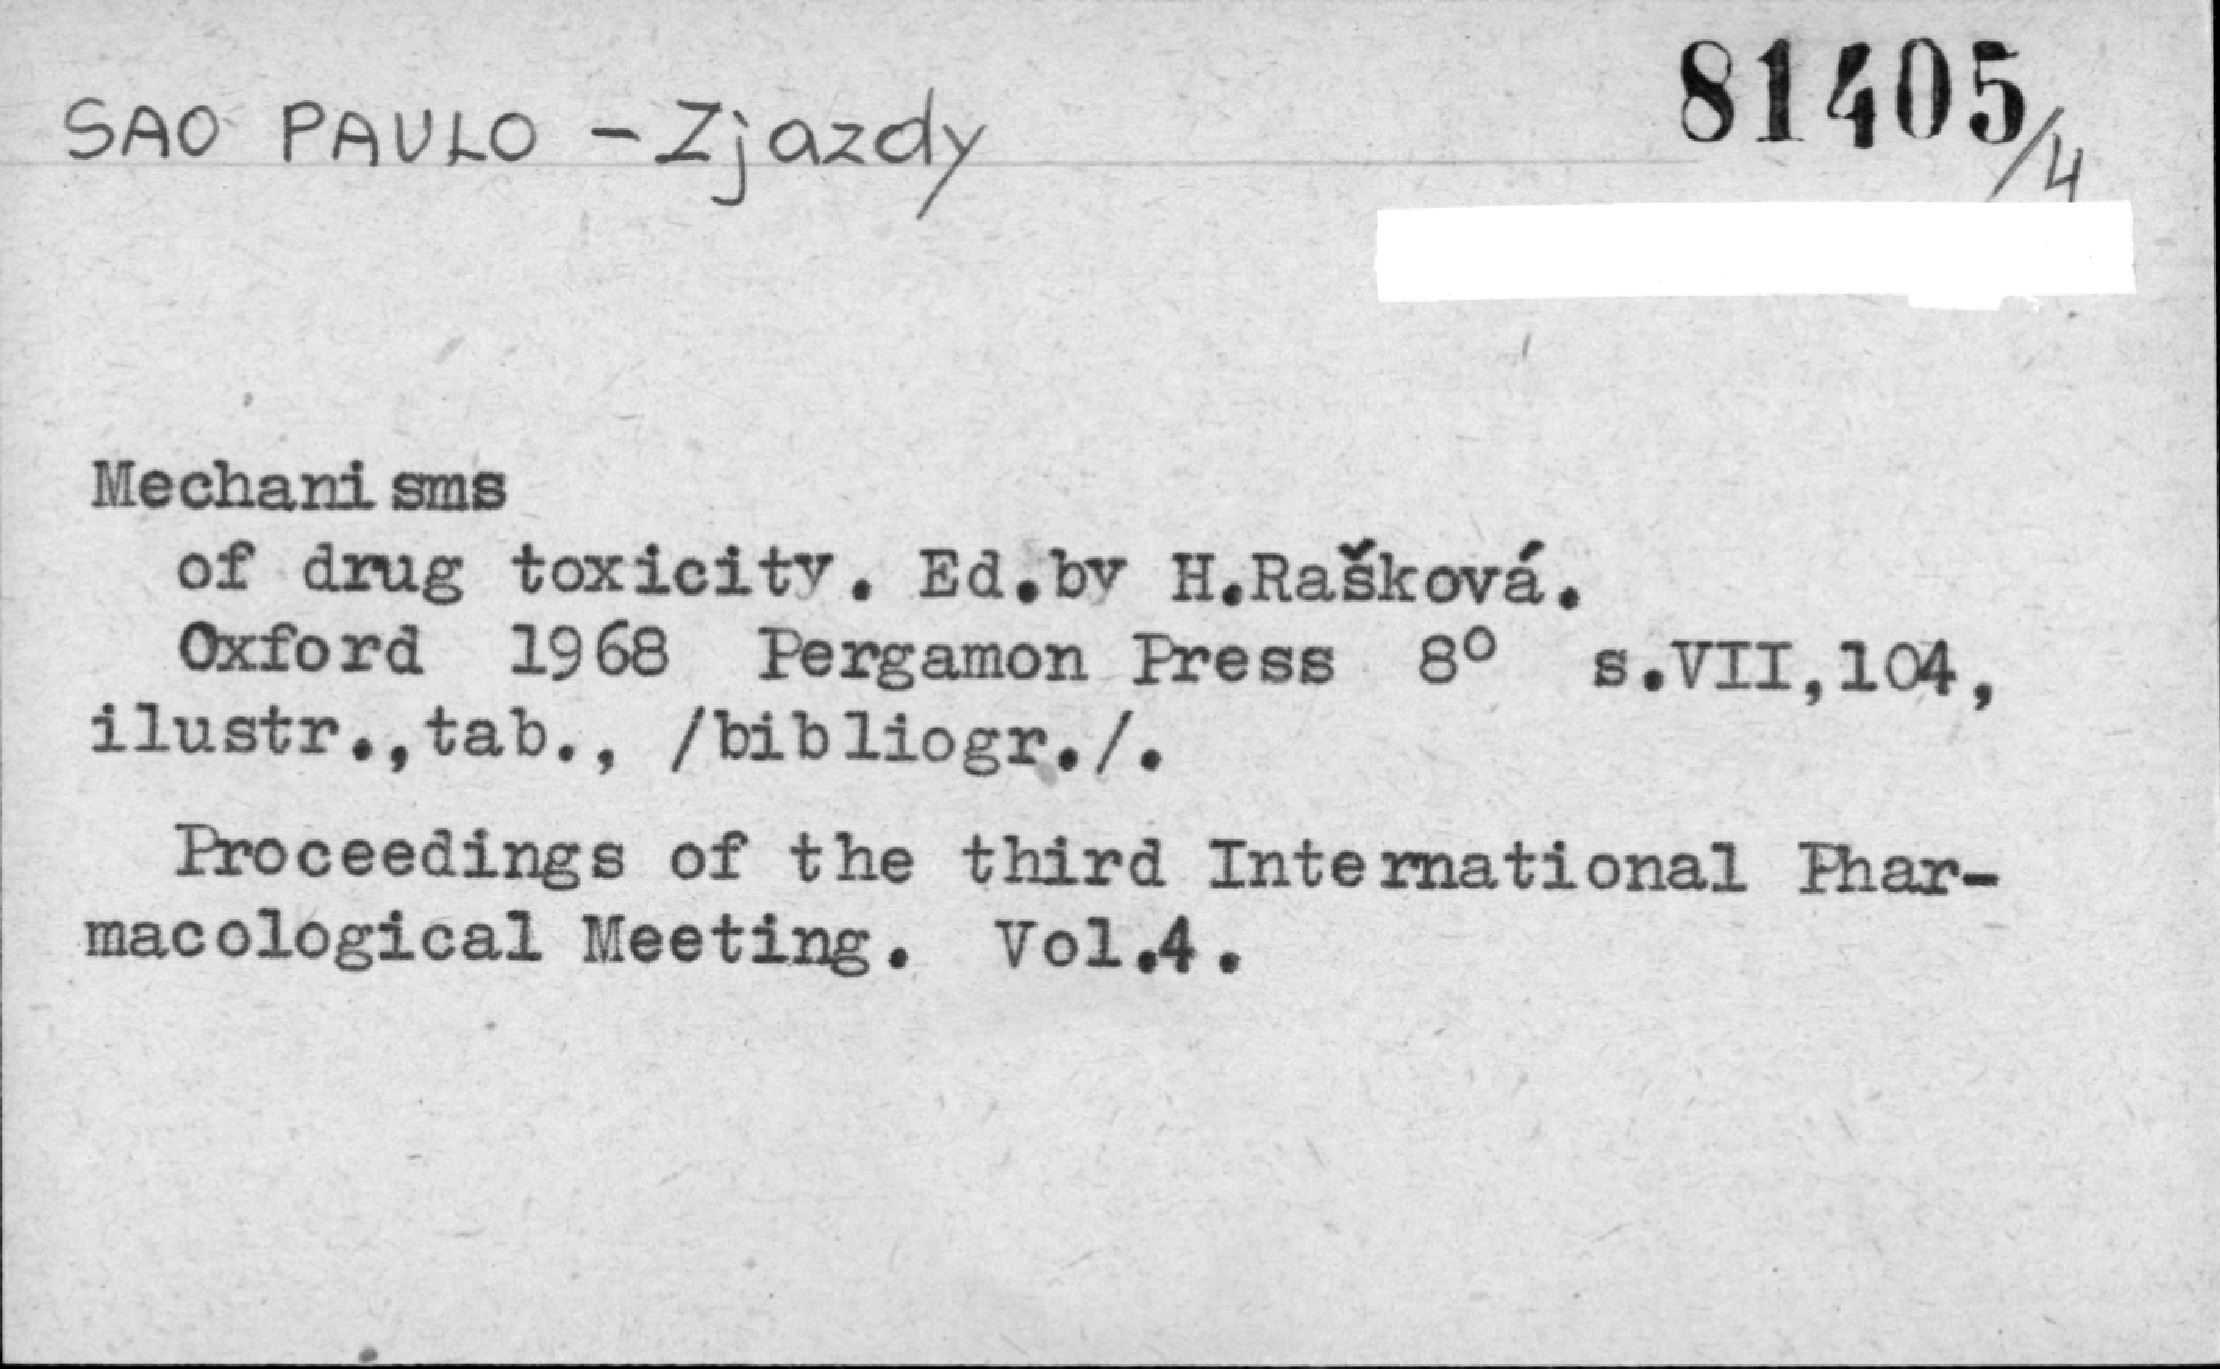 SAO PAULO - Zjazdy
81405/4
Mechanisms
of drug toxicity. Ed.by H.Rašková.
Oxford 1968 Pergamon Press 8° s.VII,104,
ilustr.,tab., /bibliogr./.
Proceedings of the third International Phar-
macological Meeting. Vol.4.